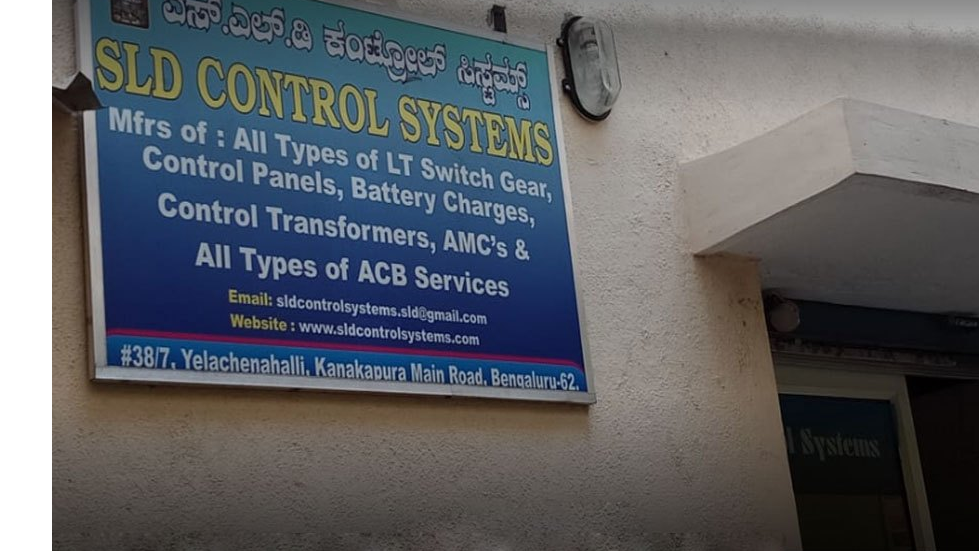 ಎಸ್.ಎಲ್.ಡಿ ಕಂಟ್ರೋಲ್ ಸಿಸ್ಟಮ್ಸ್
SLD CONTROL SYSTEMS
Mfrs of : All Types of LT Switch Gear,
Control Panels, Battery Charges,
Control Transformers, AMC's &
All Types of ACB Services
Email: sldcontrolsystems.sld@gmail.com
Website : www.sldcontrolsystems.com
#38/7, Yelachenahalli, Kanakapura Main Road, Bengaluru-62.
l Systems